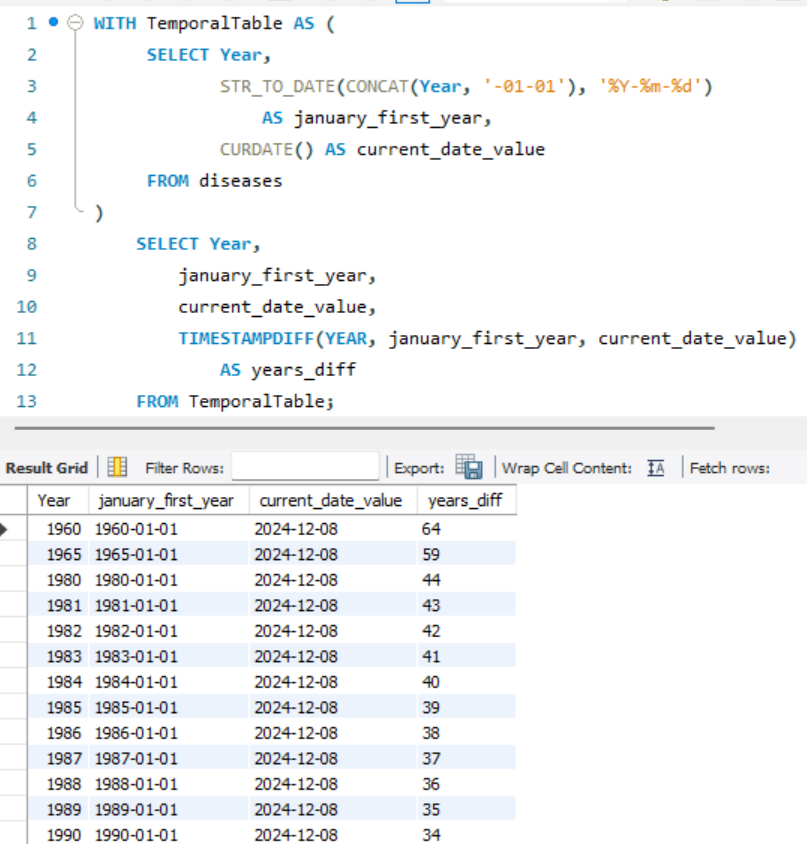 1 WITH TemporalTable AS (
2 SELECT Year,
3 STR_TO_DATE(CONCAT(Year, '-01-01'), '%Y-%m-%d')
4 AS january_first_year,
5 CURDATE() AS current_date_value
6 FROM diseases
7 )
8 SELECT Year,
9 january_first_year,
10 current_date_value,
11 TIMESTAMPDIFF(YEAR, january_first_year, current_date_value)
12 AS years_diff
13 FROM TemporalTable;
Result Grid Filter Rows: Export: Wrap Cell Content: IA Fetch rows:
Year january_first_year current_date_value years_diff
1960 1960-01-01 2024-12-08 64
1965 1965-01-01 2024-12-08 59
1980 1980-01-01 2024-12-08 44
1981 1981-01-01 2024-12-08 43
1982 1982-01-01 2024-12-08 42
1983 1983-01-01 2024-12-08 41
1984 1984-01-01 2024-12-08 40
1985 1985-01-01 2024-12-08 39
1986 1986-01-01 2024-12-08 38
1987 1987-01-01 2024-12-08 37
1988 1988-01-01 2024-12-08 36
1989 1989-01-01 2024-12-08 35
1990 1990-01-01 2024-12-08 34